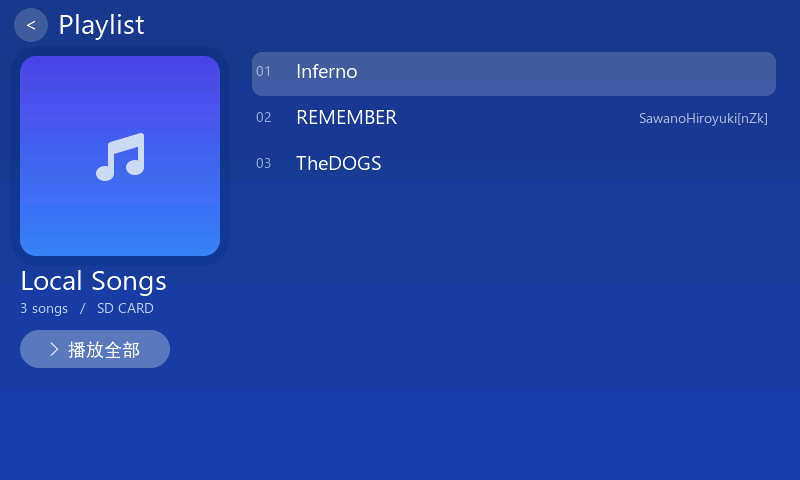 < Playlist
01 Inferno
02 REMEMBER SawanoHiroyuki[nZk]
03 TheDOGS
Local Songs
3 songs / SD CARD
> 播放全部